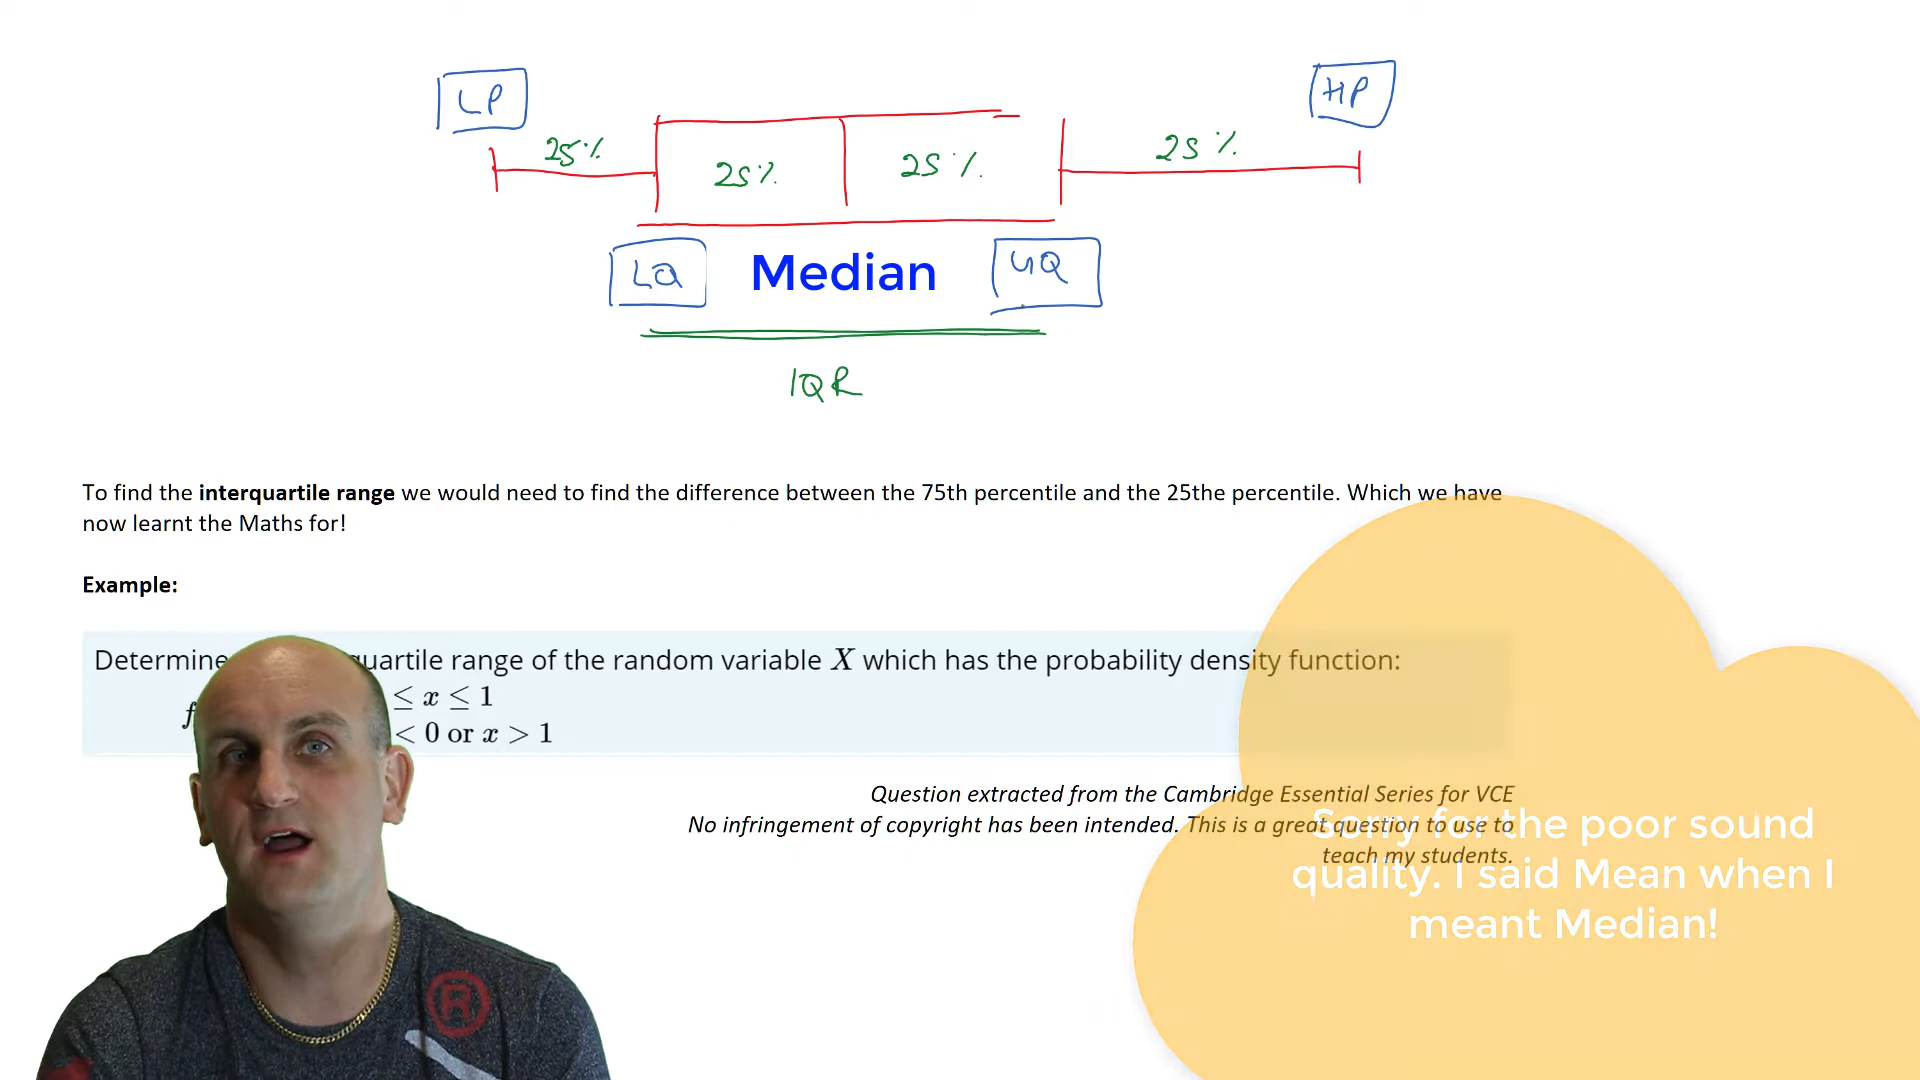 LP
HP
25%
25%
25%
25%
LQ
Median
UQ
IQR
To find the interquartile range we would need to find the difference between the 75th percentile and the 25the percentile. Which we have
now learnt the Maths for!
Example:
Determine quartile range of the random variable X which has the probability density function:
f ≤ x ≤ 1
< 0 or x > 1
Question extracted from the Cambridge Essential Series for VCE
No infringement of copyright has been intended. This is a great question to use to
teach my students.
Sorry for the poor sound
quality. I said Mean when I
meant Median!
R